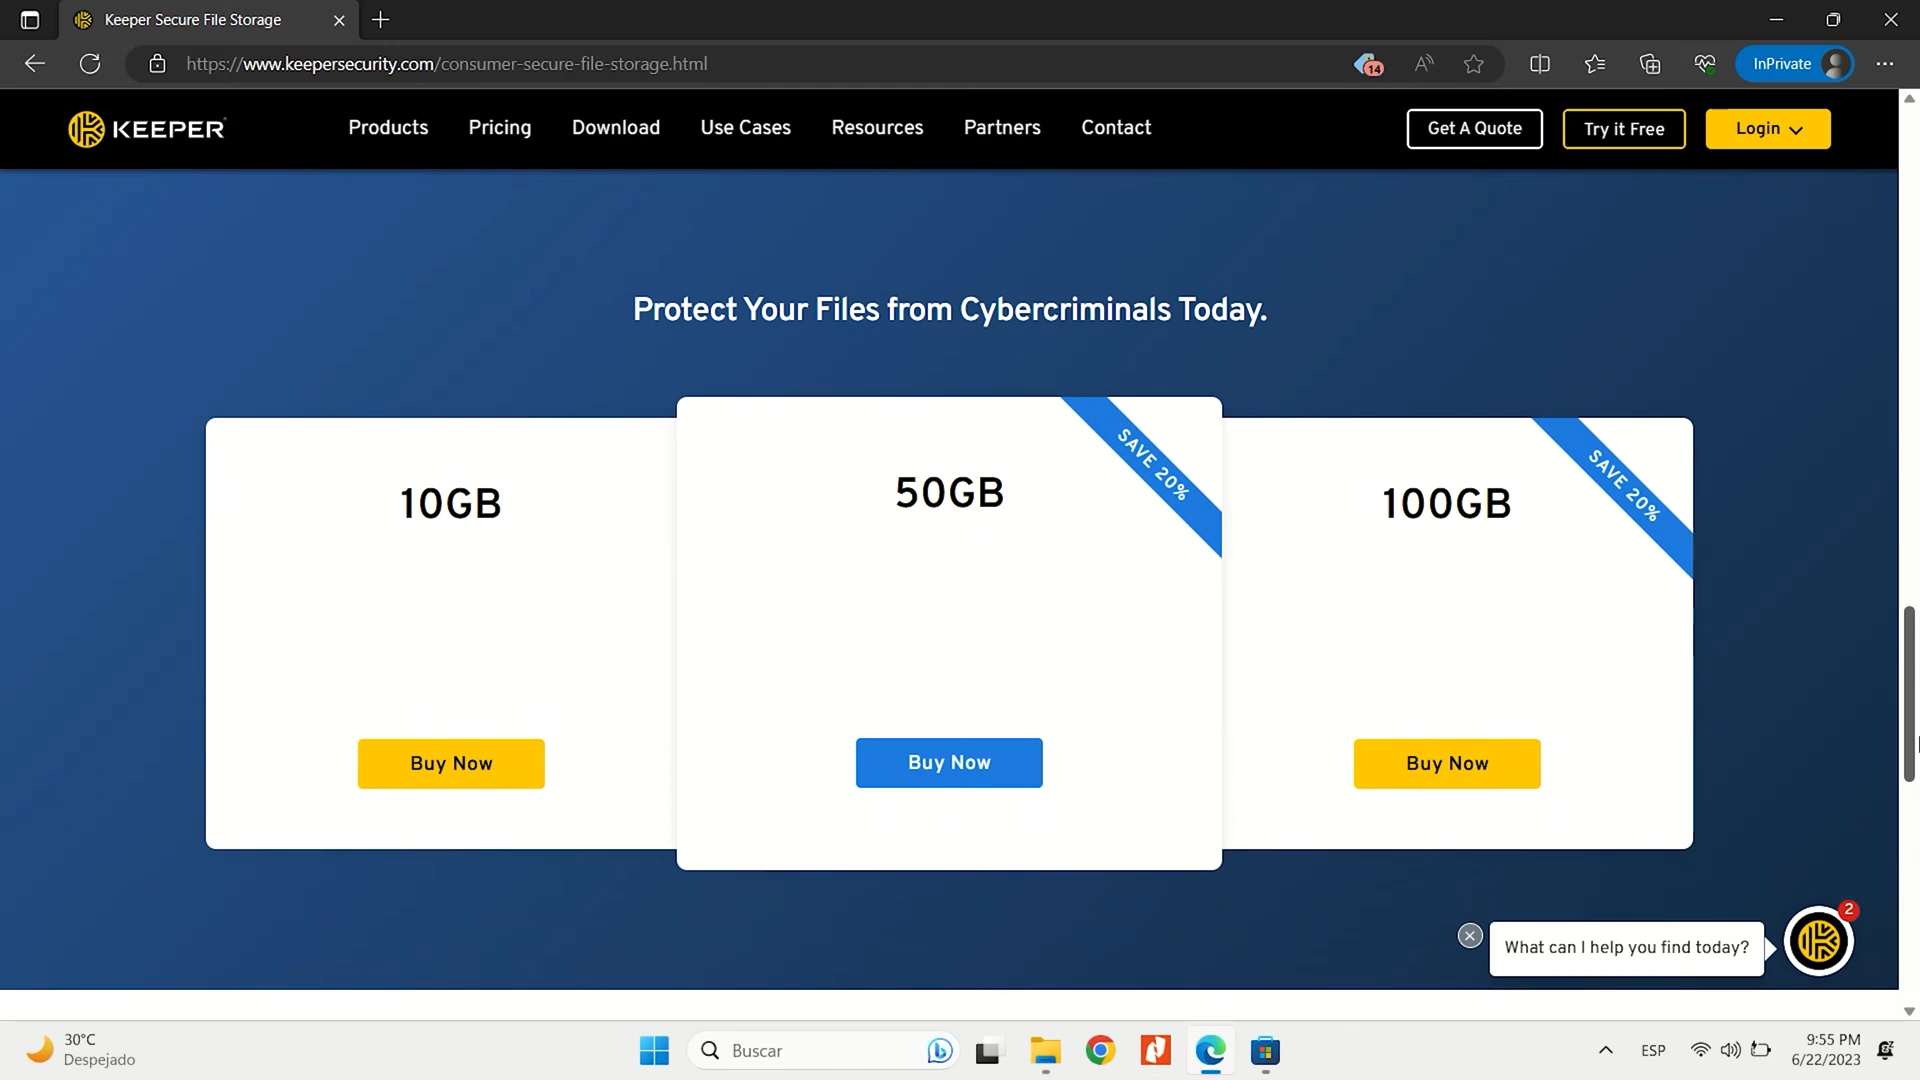 Keeper Secure File Storage
https://www.keepersecurity.com/consumer-secure-file-storage.html
14
InPrivate
KEEPER
Products
Pricing
Download
Use Cases
Resources
Partners
Contact
Get A Quote
Try it Free
Login
Protect Your Files from Cybercriminals Today.
10GB
Buy Now
50GB
SAVE 20%
Buy Now
100GB
SAVE 20%
Buy Now
What can I help you find today?
2
30°C
Despejado
Buscar
ESP
9:55 PM
6/22/2023